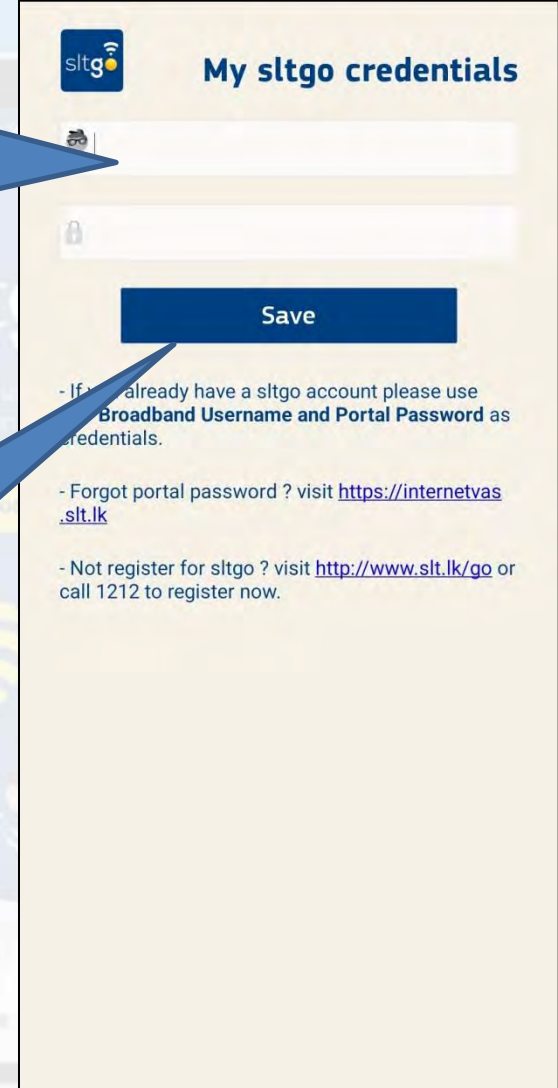 sltgo
My sltgo credentials
Save
- If already have a sltgo account please use
Broadband Username and Portal Password as
credentials.
- Forgot portal password ? visit https://internetvas
.slt.lk
- Not register for sltgo ? visit http://www.slt.lk/go or
call 1212 to register now.